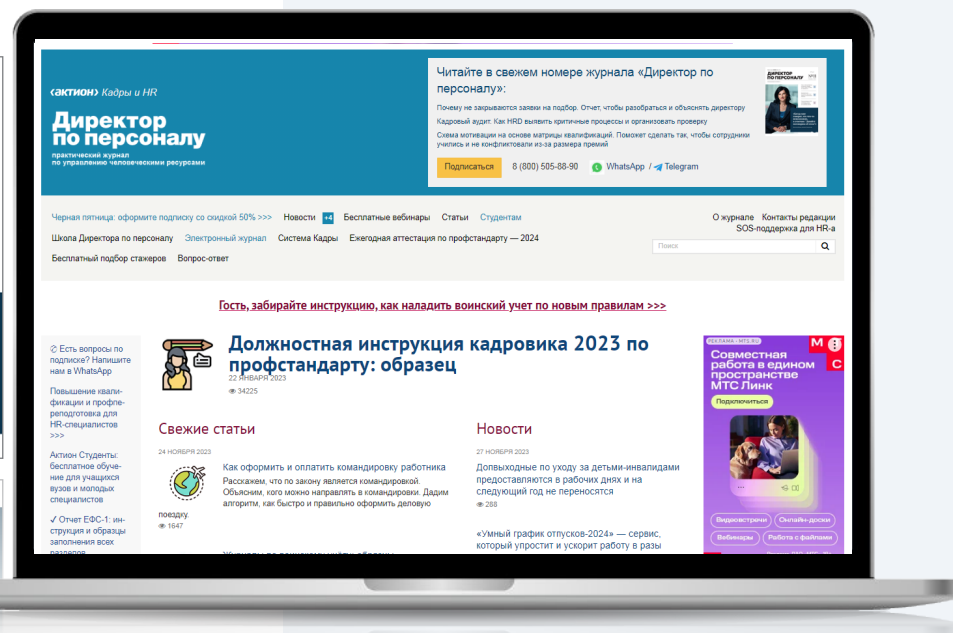 ‹актион› Кадры и HR
Директор
по персоналу
практический журнал
по управлению человеческими ресурсами
Читайте в свежем номере журнала «Директор по
персоналу»:
Почему не закрываются заявки на подбор. Отчет, чтобы разобраться и объяснять директору
Кадровый аудит. Как HRD выявить критичные процессы и организовать проверку
Схема мотивации на основе матрицы квалификаций. Поможет сделать так, чтобы сотрудники
учились и не конфликтовали из-за размера премий
Подписаться 8 (800) 505-88-90 WhatsApp / Telegram
ДИРЕКТОР
ПО ПЕРСОНАЛУ
Черная пятница: оформите подписку со скидкой 50% >>> Новости +4 Бесплатные вебинары Статьи Студентам
Школа Директора по персоналу Электронный журнал Система Кадры Ежегодная аттестация по профстандарту — 2024
Бесплатный подбор стажеров Вопрос-ответ
О журнале Контакты редакции
SOS-поддержка для HR-а
Поиск
Гость, забирайте инструкцию, как наладить воинский учет по новым правилам >>>
✆ Есть вопросы по
подписке? Напишите
нам в WhatsApp
Повышение квали-
фикации и профпе-
реподготовка для
HR-специалистов
>>>
Актион Студенты:
бесплатное обуче-
ние для учащихся
вузов и молодых
специалистов
✓ Отчет ЕФС-1: ин-
струкция и образцы
заполнения всех
разделов
Должностная инструкция кадровика 2023 по
профстандарту: образец
22 ЯНВАРЯ 2023
34225
Свежие статьи
24 НОЯБРЯ 2023
Как оформить и оплатить командировку работника
Расскажем, что по закону является командировкой.
Объясним, кого можно направлять в командировки. Дадим
алгоритм, как быстро и правильно оформить деловую
поездку.
1647
Новости
27 НОЯБРЯ 2023
Допвыходные по уходу за детьми-инвалидами
предоставляются в рабочих днях и на
следующий год не переносятся
288
«Умный график отпусков-2024» — сервис,
который упростит и ускорит работу в разы
РЕКЛАМА • MTS.RU
М
Т
С
Совместная
работа в едином
пространстве
МТС Линк
Подключиться
Видеовстречи Онлайн-доски
Вебинары Работа с файлами